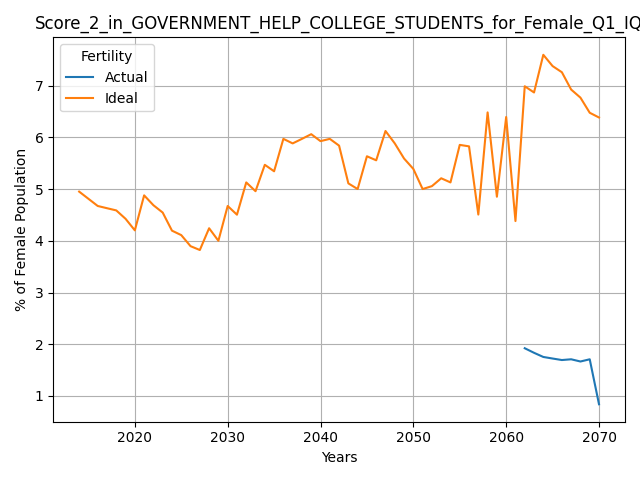 Score_2_in_GOVERNMENT_HELP_COLLEGE_STUDENTS_for_Female_Q1_IQ
Fertility
Actual
Ideal
% of Female Population
7
6
5
4
3
2
1
2020 2030 2040 2050 2060 2070
Years